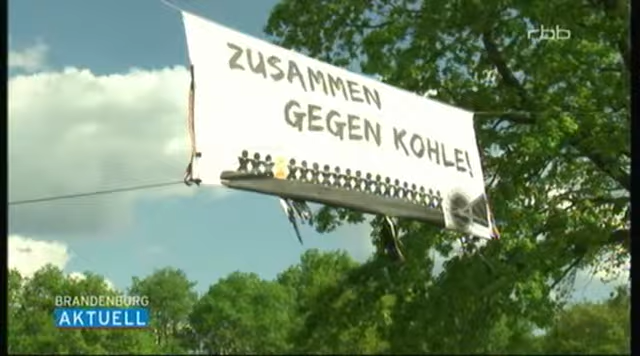 rbb
ZUSAMMEN
GEGEN KOHLE!
BRANDENBURG
AKTUELL